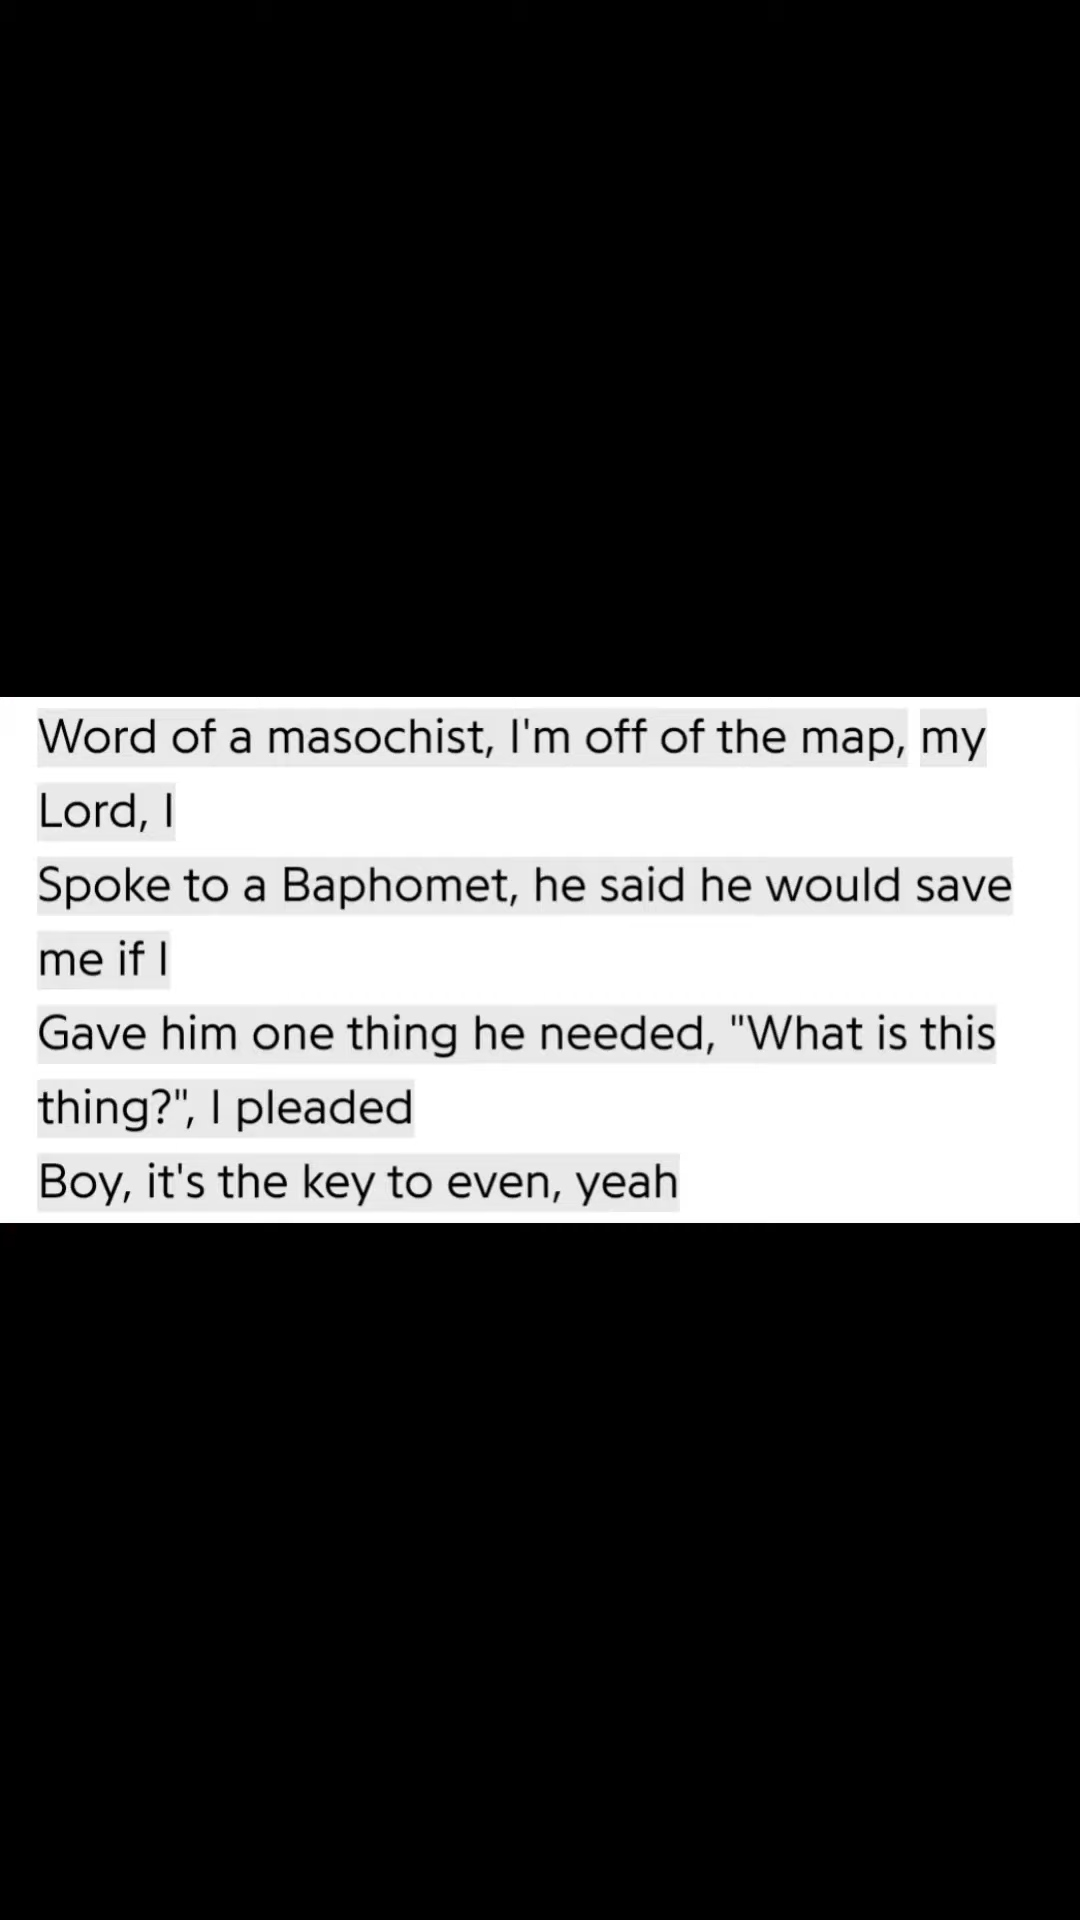 Word of a masochist, I'm off of the map, my
Lord, I
Spoke to a Baphomet, he said he would save
me if I
Gave him one thing he needed, "What is this
thing?", I pleaded
Boy, it's the key to even, yeah